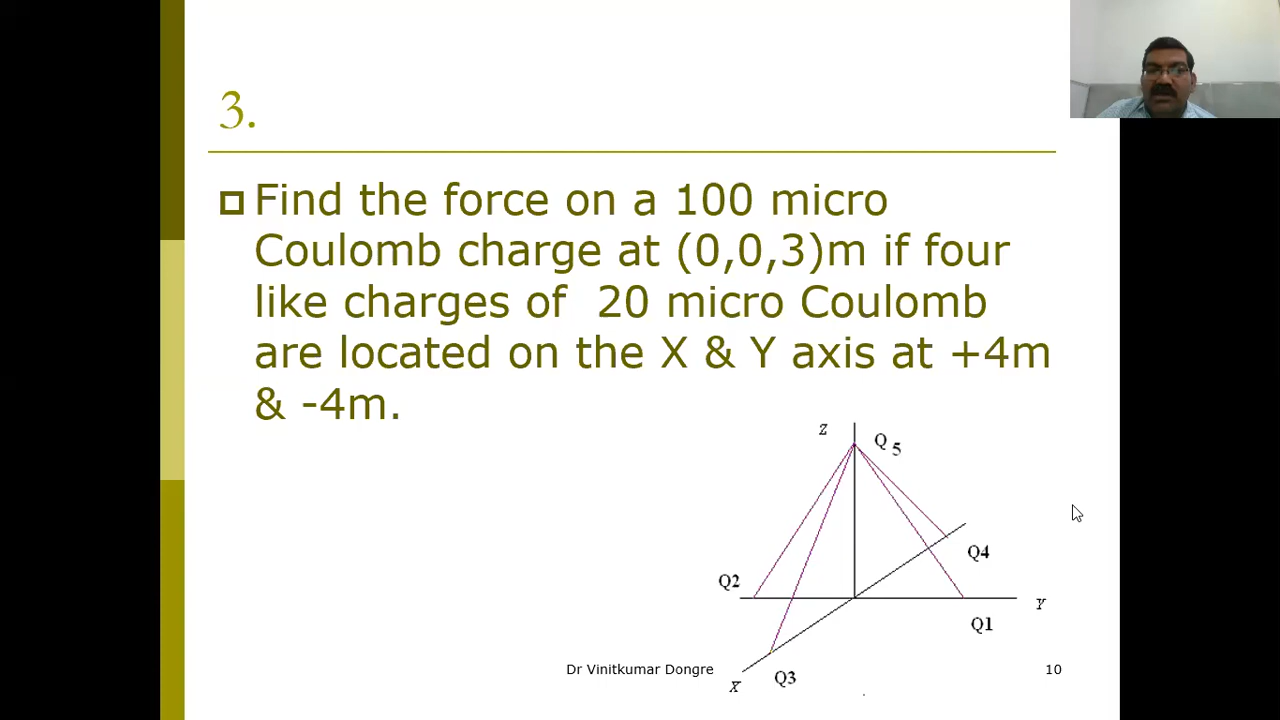 3.
Find the force on a 100 micro
Coulomb charge at (0,0,3)m if four
like charges of 20 micro Coulomb
are located on the X & Y axis at +4m
& -4m.
Z
Q 5
Q4
Q2
Y
Q1
Dr Vinitkumar Dongre
10
Q3
X